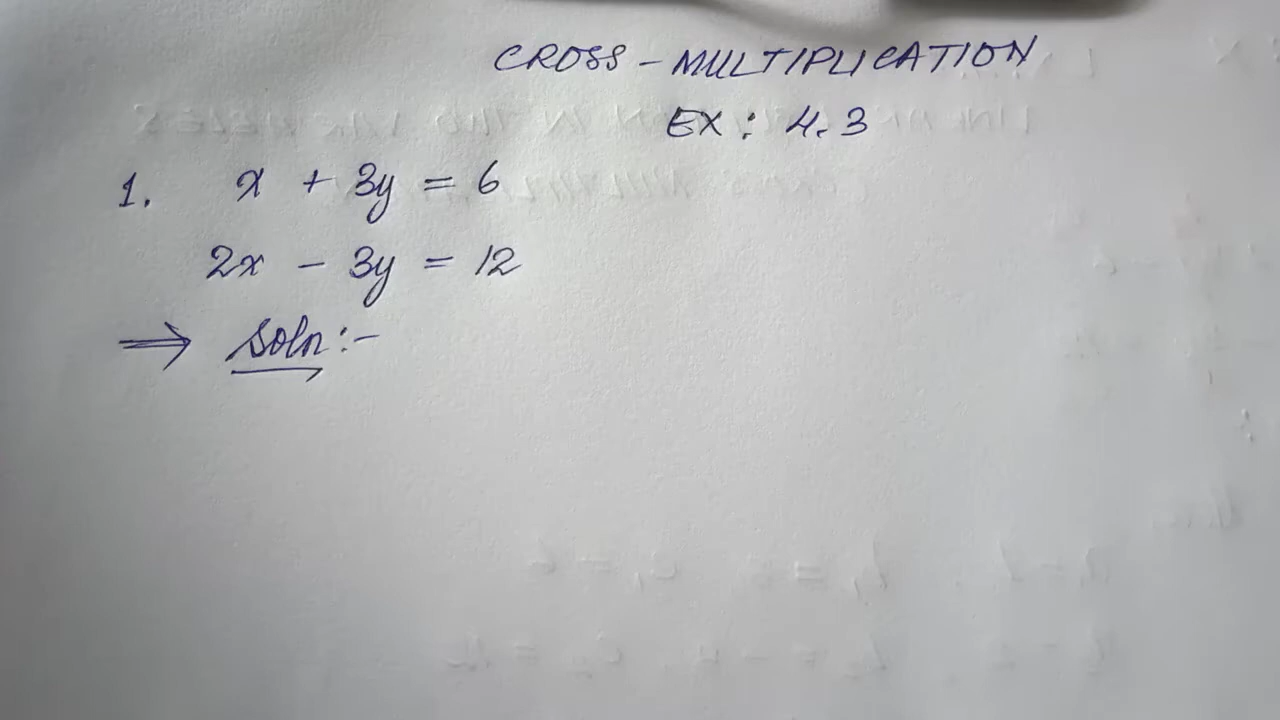 CROSS - MULTIPLICATION
EX : 4.3
1. x + 3y = 6
2x - 3y = 12
⇒ Soln :-